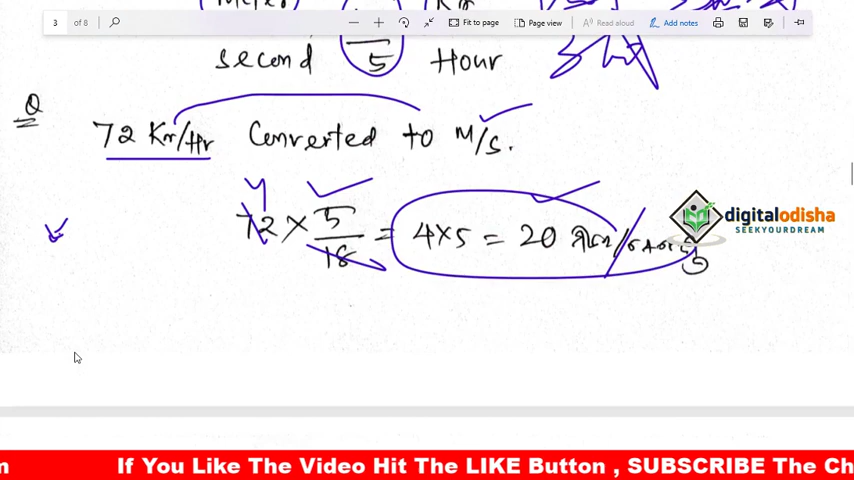 3 of 8 Fit to page Page view Read aloud Add notes
second 5 Hour
Q
72 Km/Hr Converted to M/S.
4
72 × 5/18 = 4×5 = 20
digitalodisha
SEEKYOURDREAM
If You Like The Video Hit The LIKE Button , SUBSCRIBE The Ch